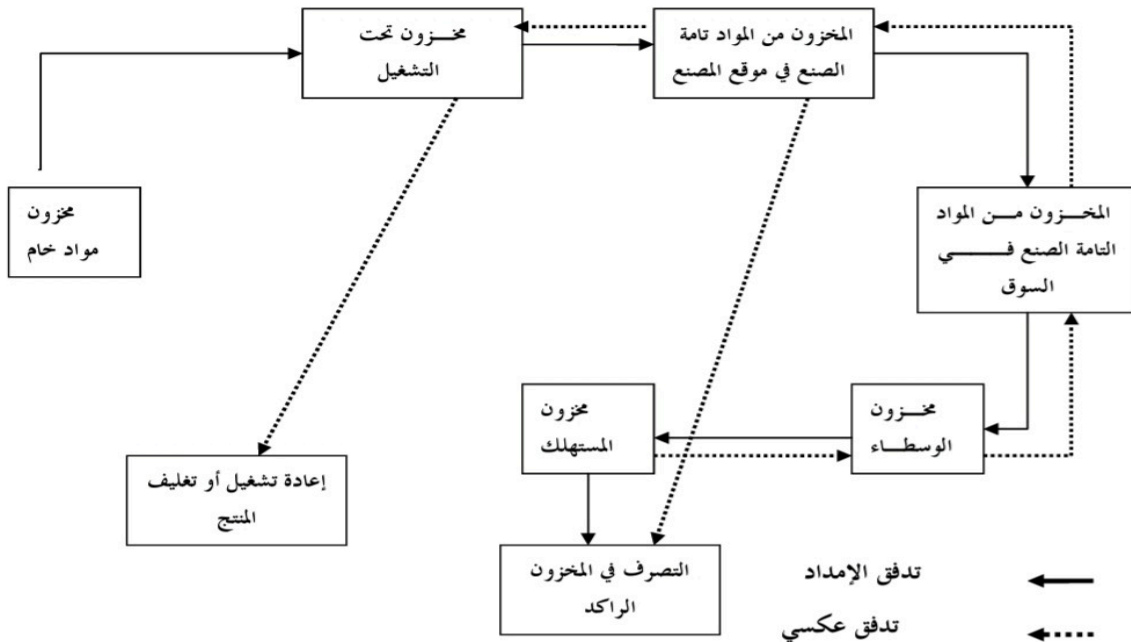 مخزون تحت
التشغيل
المخزون من المواد تامة
الصنع في موقع المصنع
مخزون
مواد خام
المخزون من المواد
التامة الصنع في
السوق
مخزون
المستهلك
مخزون
الوسطاء
إعادة تشغيل أو تغليف
المنتج
التصرف في المخزون
الراكد
تدفق الإمداد
تدفق عكسي